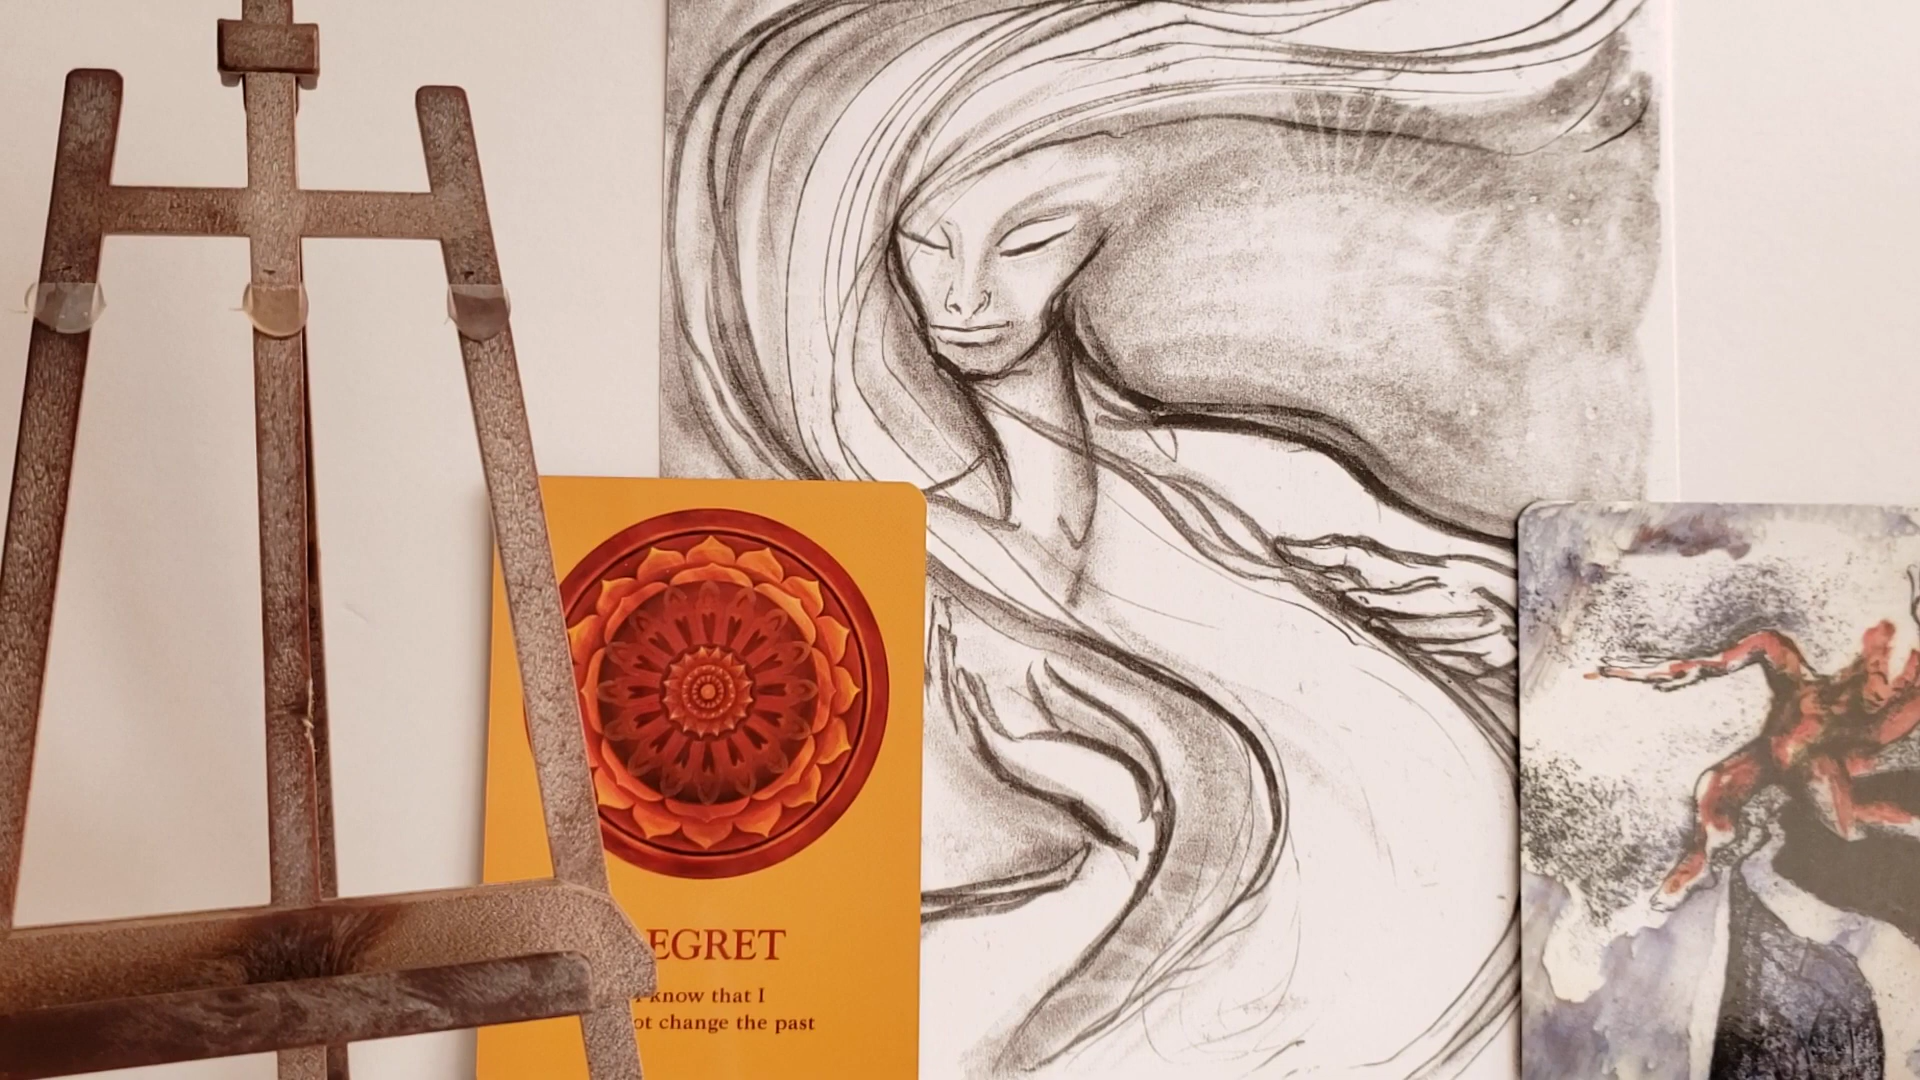 EGRET
know that I
ot change the past